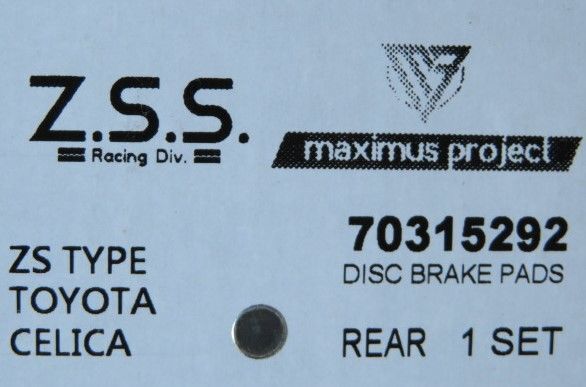 Z.S.S.
Racing Div.
maximus project
70315292
DISC BRAKE PADS
ZS TYPE
TOYOTA
CELICA
REAR 1 SET